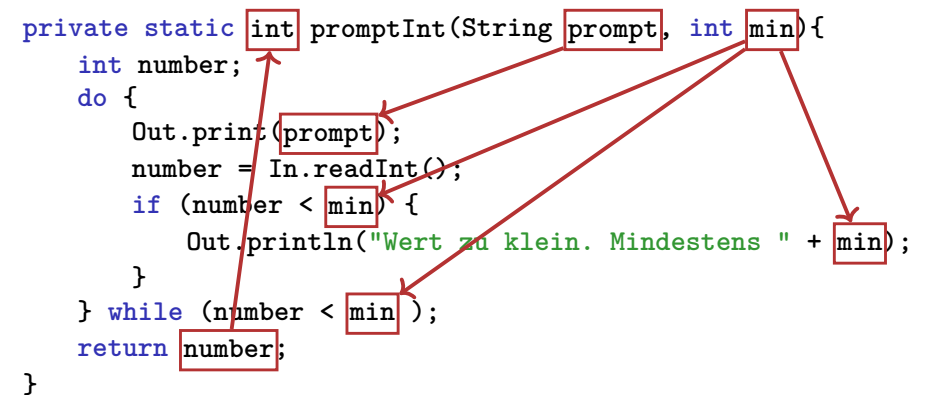 private static int promptInt(String prompt, int min){
    int number;
    do {
        Out.print(prompt);
        number = In.readInt();
        if (number < min) {
            Out.println("Wert zu klein. Mindestens " + min);
        }
    } while (number < min );
    return number;
}